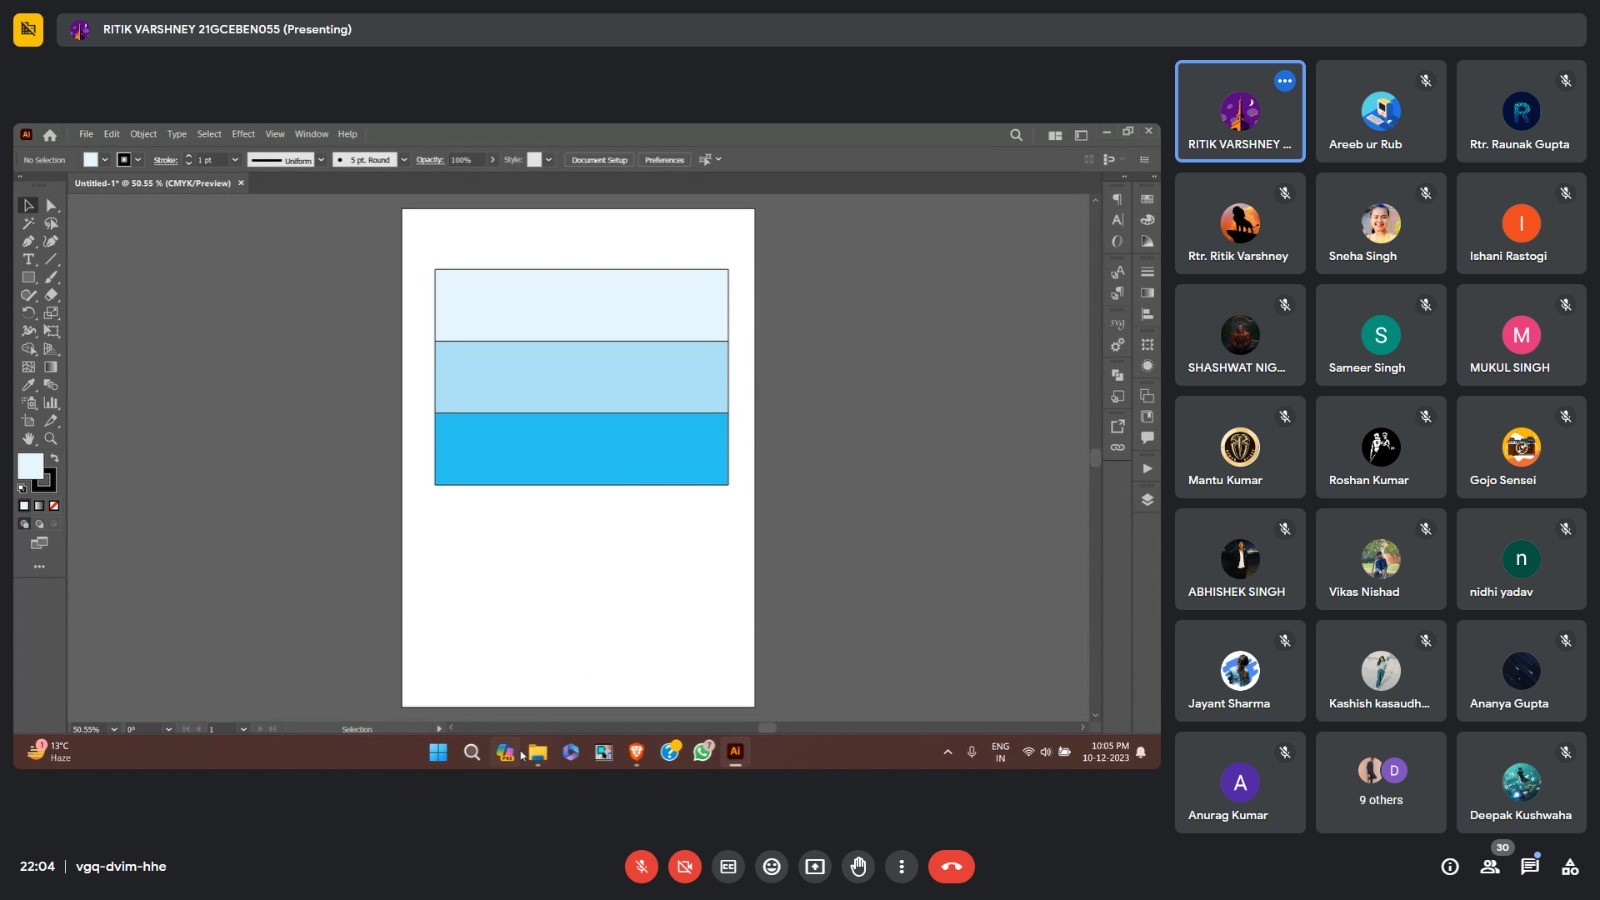 RITIK VARSHNEY 21GCEBEN055 (Presenting)
Ai
File Edit Object Type Select Effect View Window Help
No Selection
Stroke: 1 pt
Uniform
5 pt. Round
Opacity: 100%
Style:
Document Setup
Preferences
Untitled-1* @ 50.55 % (CMYK/Preview) ×
50.55%
0°
1
Selection
1
13°C
Haze
7
Ai
ENG
IN
10:05 PM
10-12-2023
RITIK VARSHNEY ...
Areeb ur Rub
R
Rtr. Raunak Gupta
Rtr. Ritik Varshney
Sneha Singh
I
Ishani Rastogi
SHASHWAT NIG...
S
Sameer Singh
M
MUKUL SINGH
Mantu Kumar
Roshan Kumar
Gojo Sensei
ABHISHEK SINGH
Vikas Nishad
n
nidhi yadav
Jayant Sharma
Kashish kasaudh...
Ananya Gupta
A
Anurag Kumar
D
9 others
Deepak Kushwaha
22:04 | vgq-dvim-hhe
30